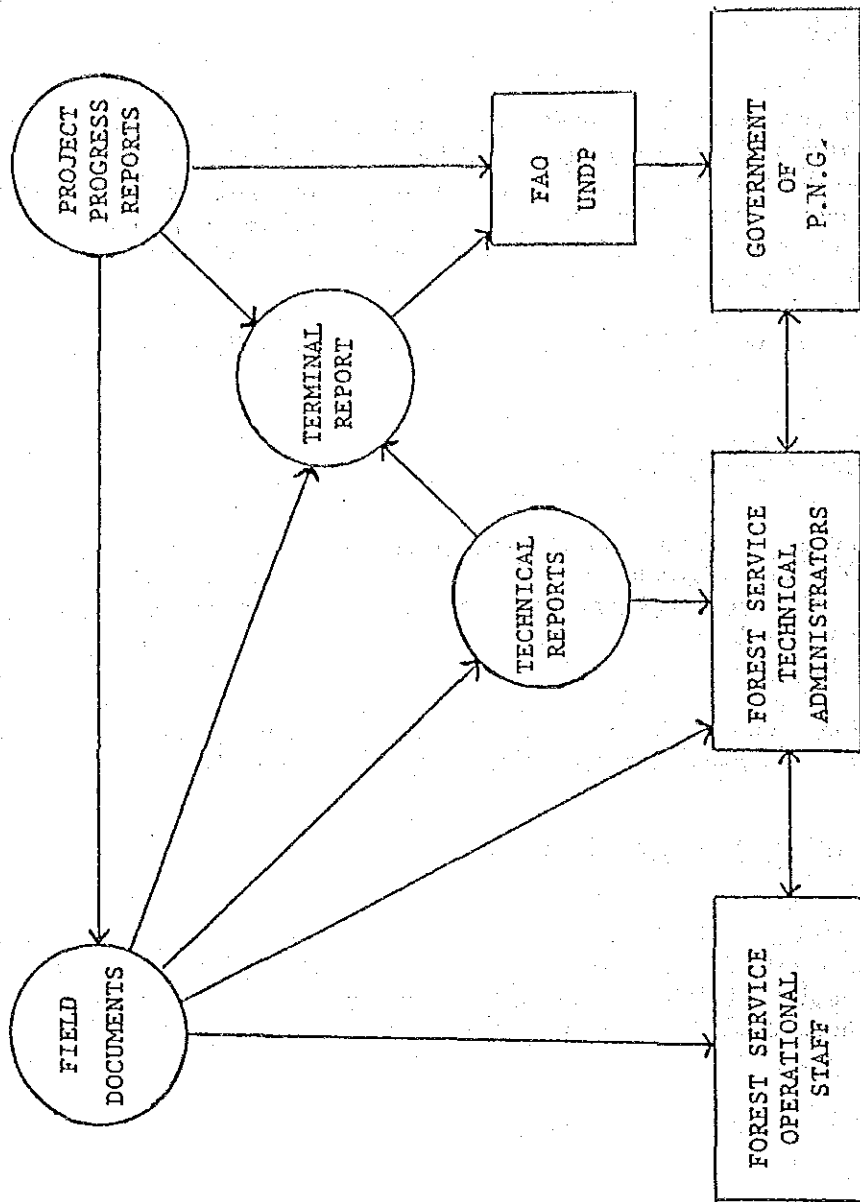 FIELD
DOCUMENTS
PROJECT
PROGRESS
REPORTS
TERMINAL
REPORT
TECHNICAL
REPORTS
FAO
UNDP
FOREST SERVICE
OPERATIONAL
STAFF
FOREST SERVICE
TECHNICAL
ADMINISTRATORS
GOVERNMENT
OF
P.N.G.